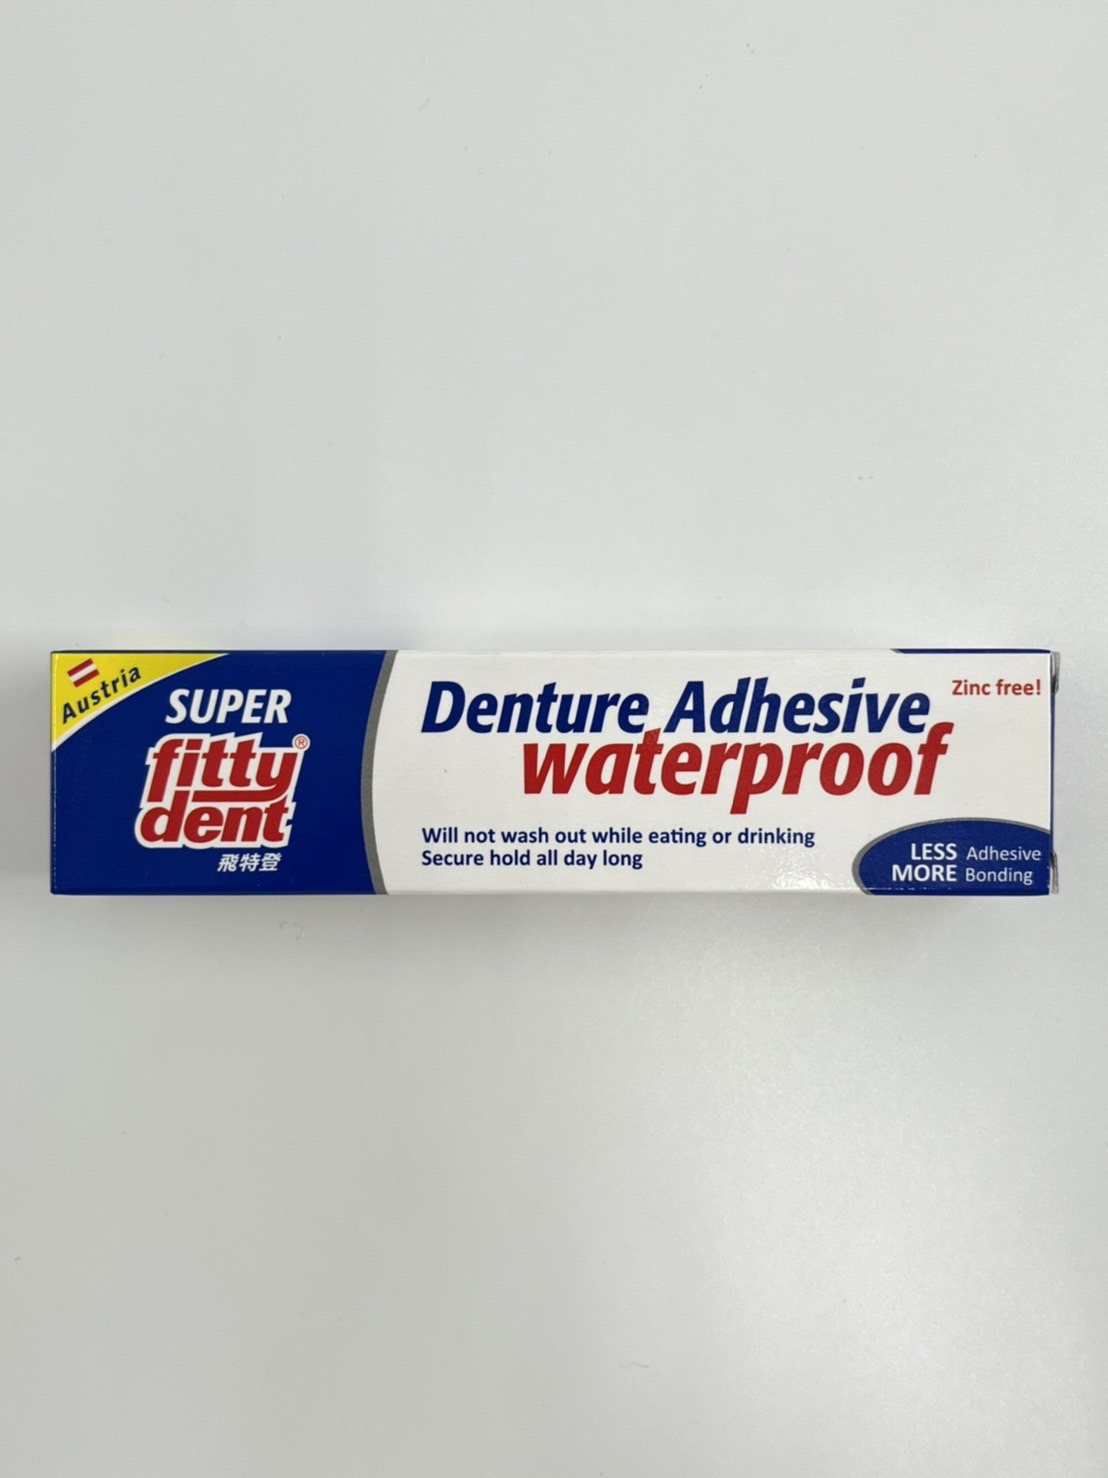 Austria
SUPER
fitty®
dent
飛特登
Denture Adhesive
waterproof
Zinc free!
Will not wash out while eating or drinking
Secure hold all day long
LESS Adhesive
MORE Bonding